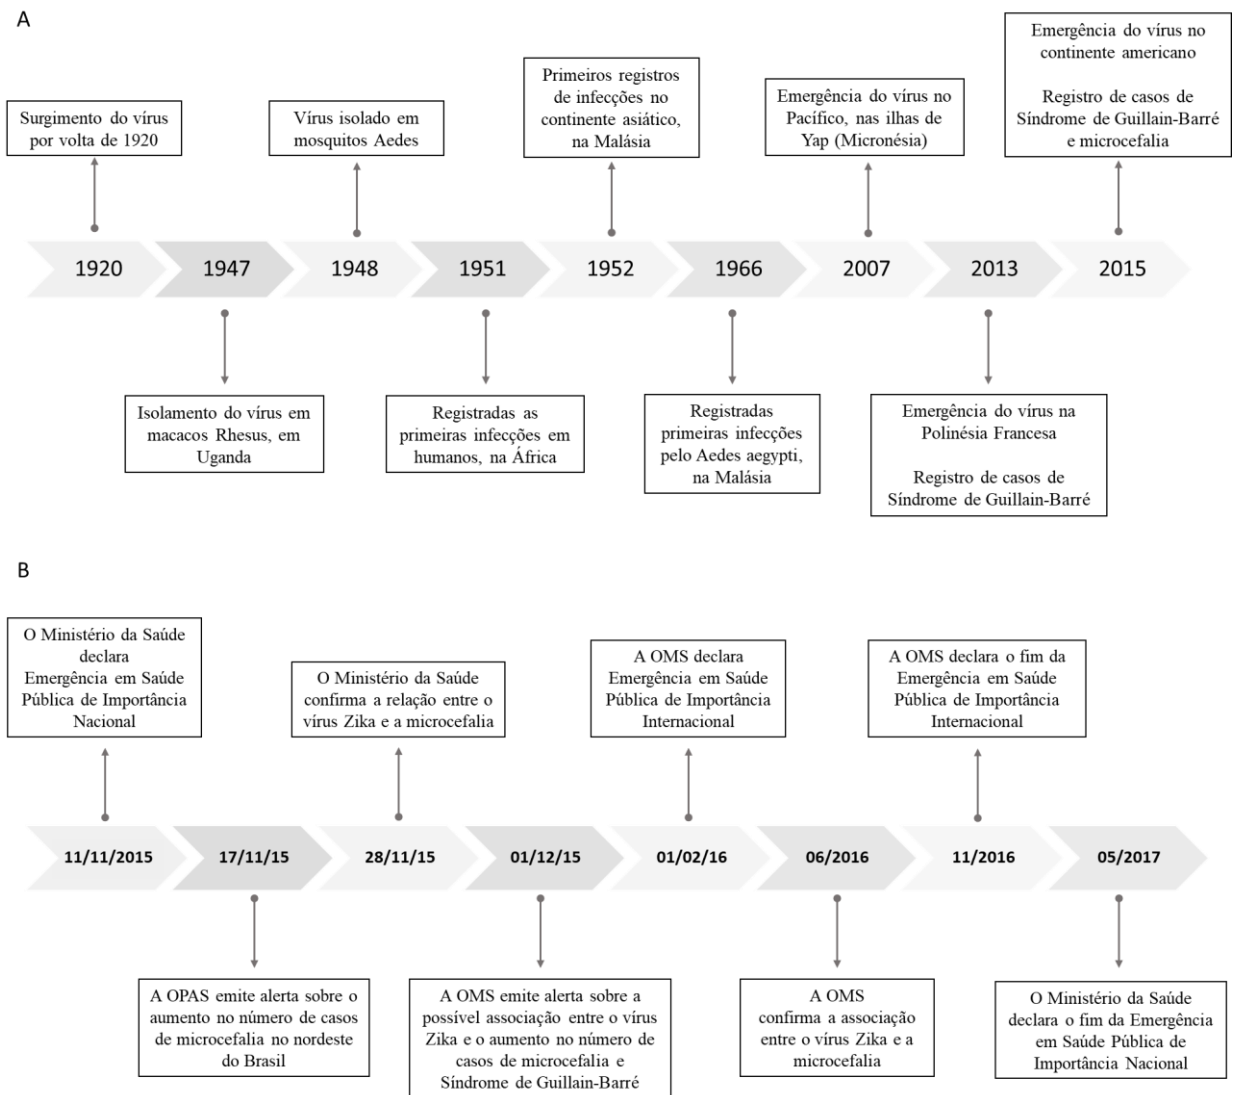 A
Surgimento do vírus
por volta de 1920
Vírus isolado em
mosquitos Aedes
Primeiros registros
de infecções no
continente asiático,
na Malásia
Emergência do vírus no
Pacífico, nas ilhas de
Yap (Micronésia)
Emergência do vírus no
continente americano
Registro de casos de
Síndrome de Guillain-Barré
e microcefalia
1920
1947
1948
1951
1952
1966
2007
2013
2015
Isolamento do vírus em
macacos Rhesus, em
Uganda
Registradas as
primeiras infecções em
humanos, na África
Registradas
primeiras infecções
pelo Aedes aegypti,
na Malásia
Emergência do vírus na
Polinésia Francesa
Registro de casos de
Síndrome de Guillain-Barré
B
O Ministério da Saúde
declara
Emergência em Saúde
Pública de Importância
Nacional
O Ministério da Saúde
confirma a relação entre o
vírus Zika e a microcefalia
A OMS declara
Emergência em Saúde
Pública de Importância
Internacional
A OMS declara o fim da
Emergência em Saúde
Pública de Importância
Internacional
11/11/2015
17/11/15
28/11/15
01/12/15
01/02/16
06/2016
11/2016
05/2017
A OPAS emite alerta sobre o
aumento no número de casos
de microcefalia no nordeste
do Brasil
A OMS emite alerta sobre a
possível associação entre o vírus
Zika e o aumento no número de
casos de microcefalia e
Síndrome de Guillain-Barré
A OMS
confirma a associação
entre o vírus Zika e a
microcefalia
O Ministério da Saúde
declara o fim da Emergência
em Saúde Pública de
Importância Nacional